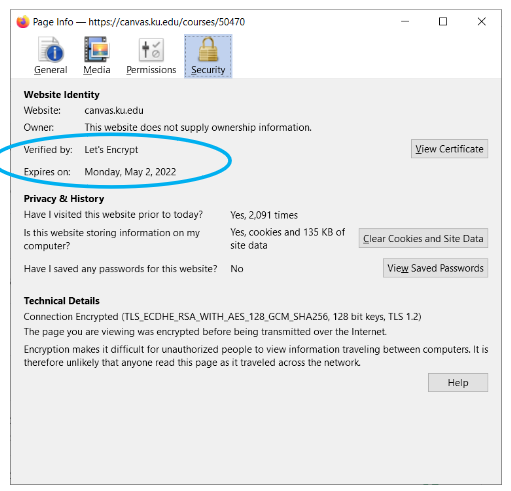 Page Info — https://canvas.ku.edu/courses/50470
General Media Permissions Security
Website Identity
Website: canvas.ku.edu
Owner: This website does not supply ownership information.
Verified by: Let's Encrypt View Certificate
Expires on: Monday, May 2, 2022
Privacy & History
Have I visited this website prior to today? Yes, 2,091 times
Is this website storing information on my Yes, cookies and 135 KB of Clear Cookies and Site Data
computer? site data
Have I saved any passwords for this website? No View Saved Passwords
Technical Details
Connection Encrypted (TLS_ECDHE_RSA_WITH_AES_128_GCM_SHA256, 128 bit keys, TLS 1.2)
The page you are viewing was encrypted before being transmitted over the Internet.
Encryption makes it difficult for unauthorized people to view information traveling between computers. It is
therefore unlikely that anyone read this page as it traveled across the network.
Help